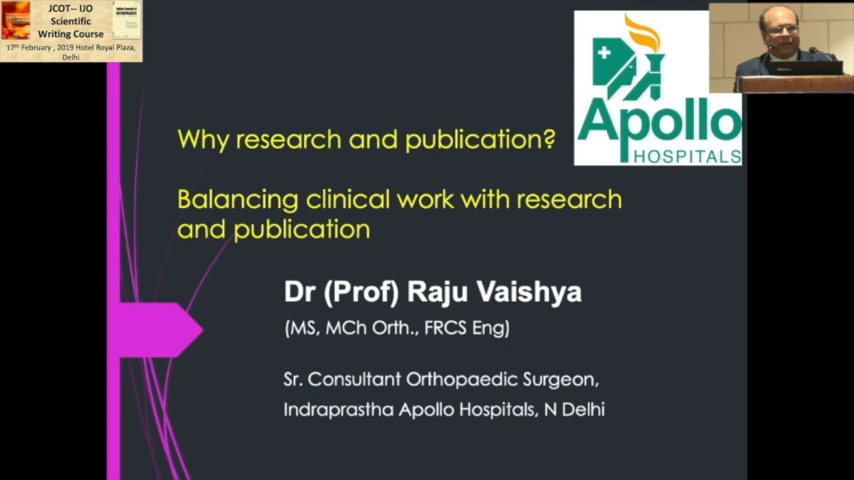 JCOT-- IJO
Scientific
Writing Course
17th February , 2019 Hotel Royal Plaza,
Delhi
Apollo
HOSPITALS
Why research and publication?
Balancing clinical work with research
and publication
Dr (Prof) Raju Vaishya
(MS, MCh Orth., FRCS Eng)
Sr. Consultant Orthopaedic Surgeon,
Indraprastha Apollo Hospitals, N Delhi